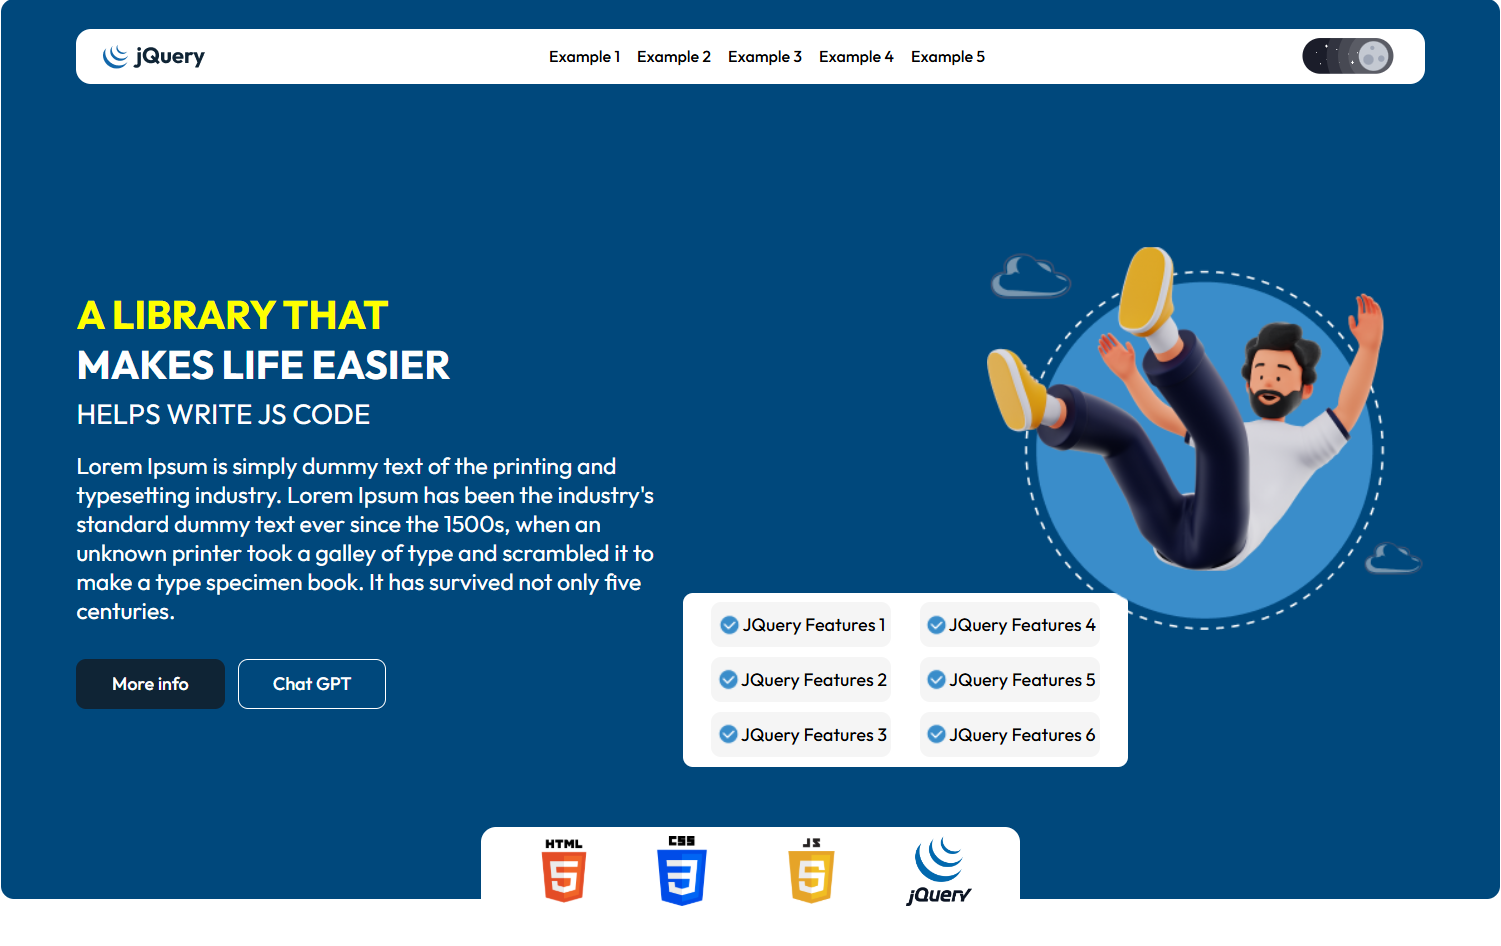 jQuery
Example 1 Example 2 Example 3 Example 4 Example 5
A LIBRARY THAT
MAKES LIFE EASIER
HELPS WRITE JS CODE
Lorem Ipsum is simply dummy text of the printing and
typesetting industry. Lorem Ipsum has been the industry's
standard dummy text ever since the 1500s, when an
unknown printer took a galley of type and scrambled it to
make a type specimen book. It has survived not only five
centuries.
More info Chat GPT
JQuery Features 1 JQuery Features 4
JQuery Features 2 JQuery Features 5
JQuery Features 3 JQuery Features 6
HTML CSS JS
5 3 5
jQuery